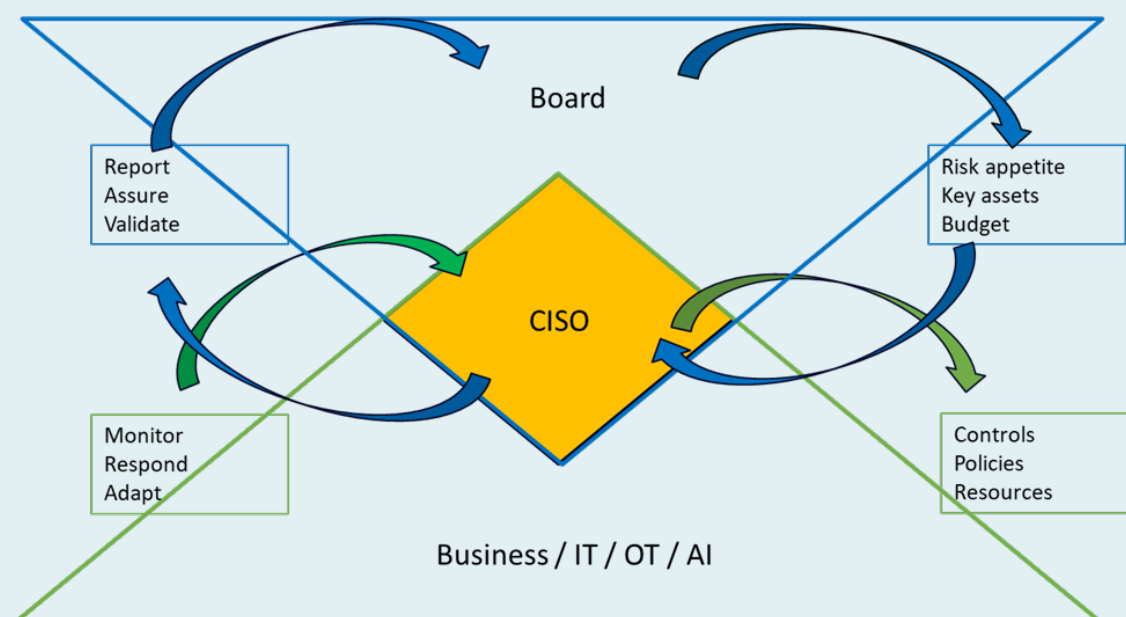 Board
Report
Assure
Validate
Risk appetite
Key assets
Budget
CISO
Monitor
Respond
Adapt
Controls
Policies
Resources
Business / IT / OT / AI